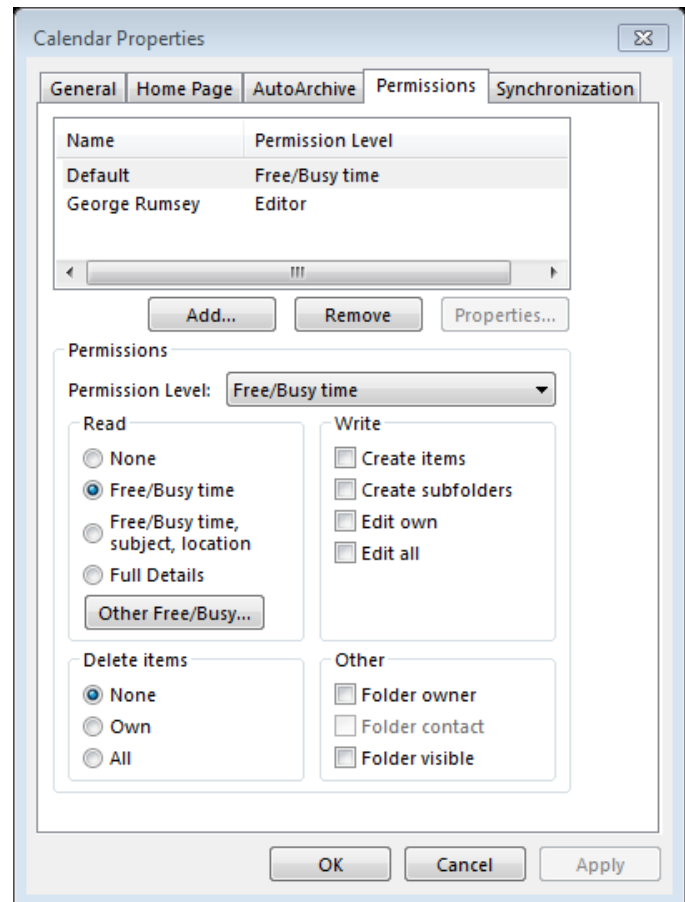 Calendar Properties
General Home Page AutoArchive Permissions Synchronization
Name Permission Level
Default Free/Busy time
George Rumsey Editor
Add... Remove Properties...
Permissions
Permission Level: Free/Busy time
Read
None
Free/Busy time
Free/Busy time,
subject, location
Full Details
Other Free/Busy...
Write
Create items
Create subfolders
Edit own
Edit all
Delete items
None
Own
All
Other
Folder owner
Folder contact
Folder visible
OK Cancel Apply